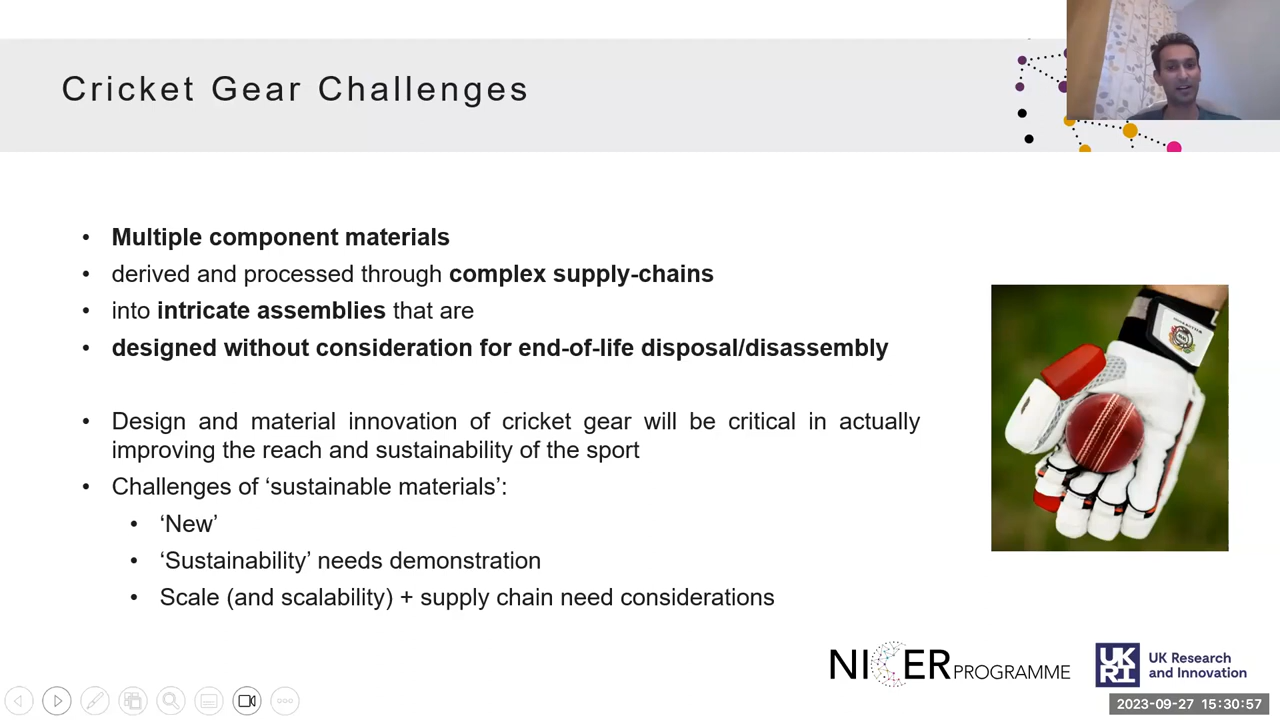 Cricket Gear Challenges
• Multiple component materials
• derived and processed through complex supply-chains
• into intricate assemblies that are
• designed without consideration for end-of-life disposal/disassembly
• Design and material innovation of cricket gear will be critical in actually
improving the reach and sustainability of the sport
• Challenges of ‘sustainable materials’:
• ‘New’
• ‘Sustainability’ needs demonstration
• Scale (and scalability) + supply chain need considerations
NICER PROGRAMME
UKRI
UK Research
and Innovation
2023-09-27 15:30:57